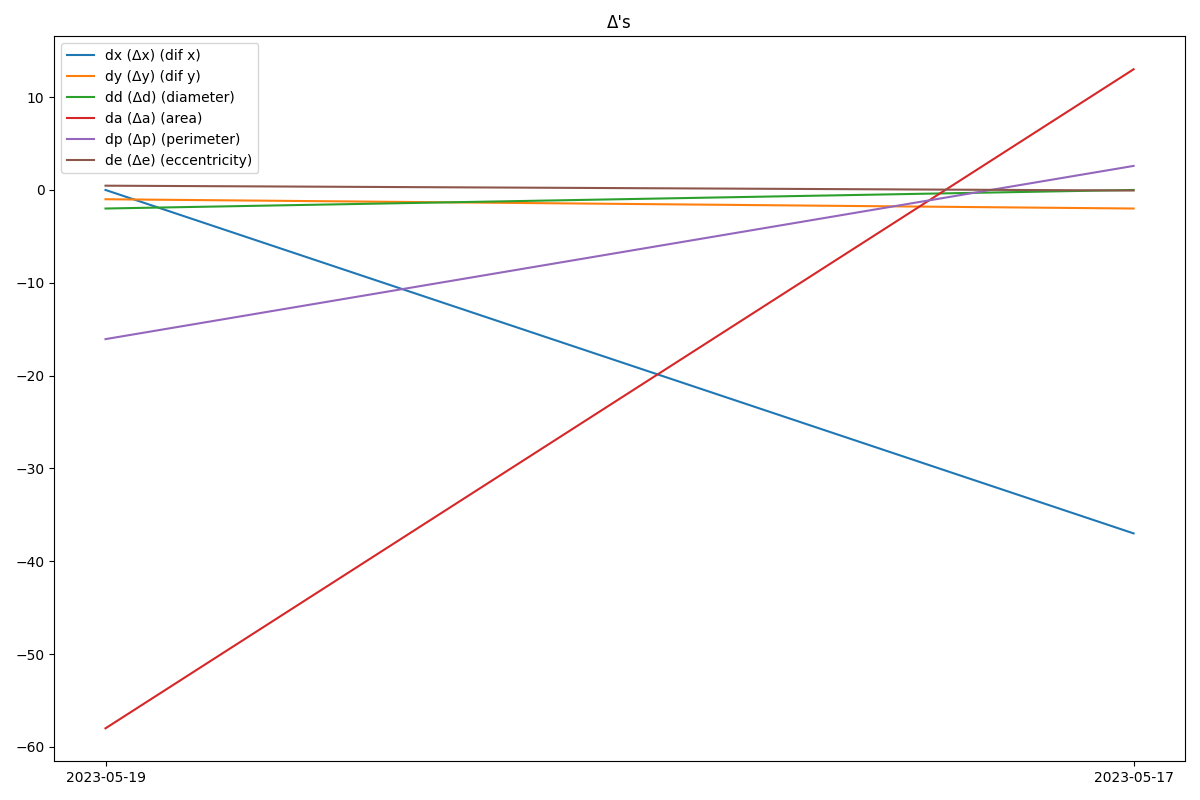 Δ's
dx (Δx) (dif x)
dy (Δy) (dif y)
dd (Δd) (diameter)
da (Δa) (area)
dp (Δp) (perimeter)
de (Δe) (eccentricity)
10
0
−10
−20
−30
−40
−50
−60
2023-05-19
2023-05-17